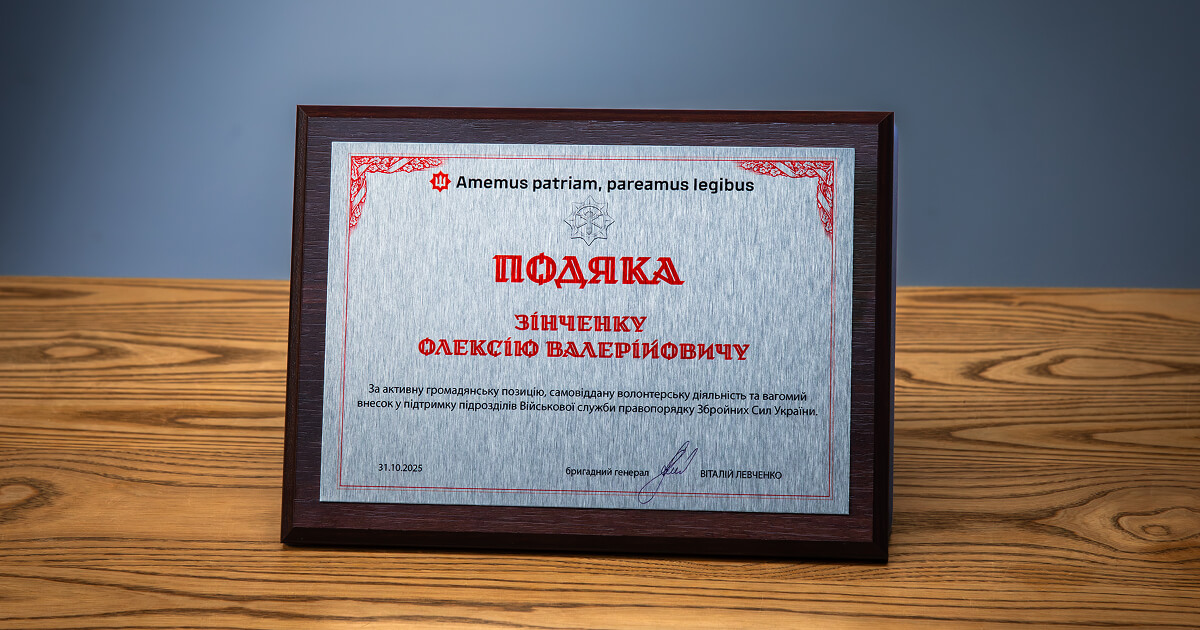 Amemus patriam, pareamus legibus
ПОДЯКА
ЗІНЧЕНКУ
ОЛЕКСІЮ ВАЛЕРІЙОВИЧУ
За активну громадянську позицію, самовіддану волонтерську діяльність та вагомий
внесок у підтримку підрозділів Військової служби правопорядку Збройних Сил України.
31.10.2025 бригадний генерал ВІТАЛІЙ ЛЕВЧЕНКО